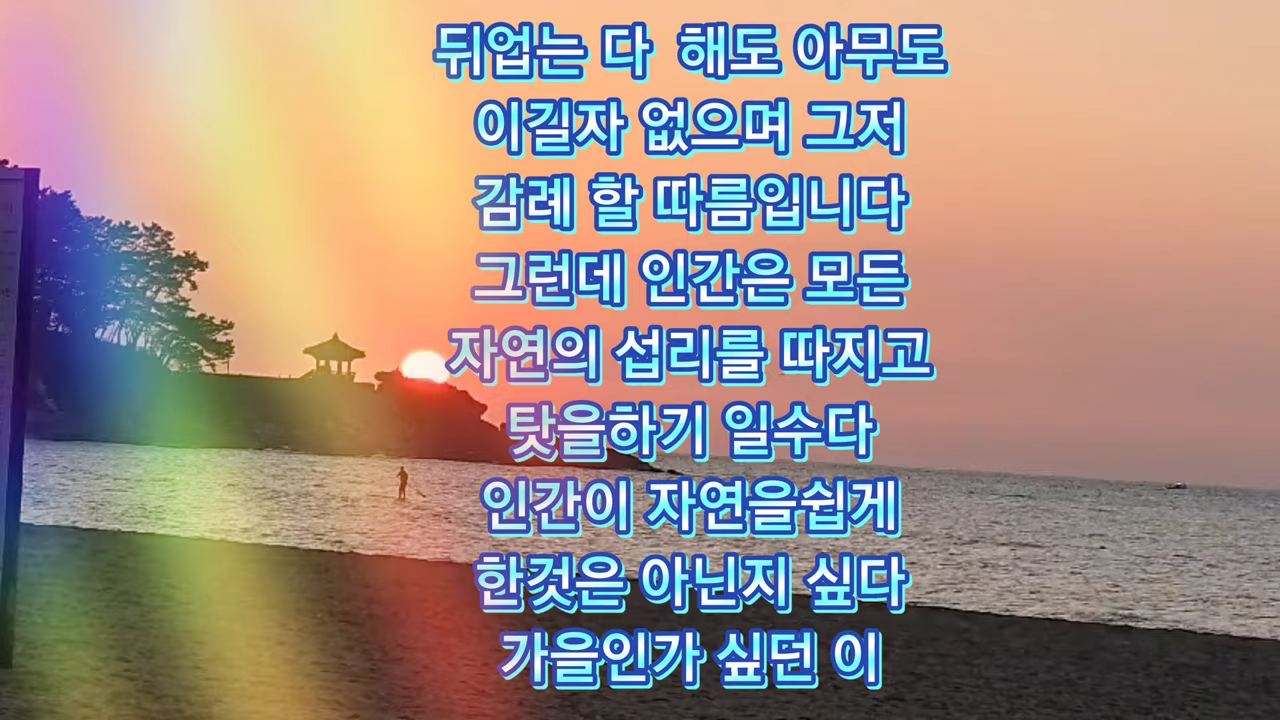 뒤업는 다 해도 아무도
이길자 없으며 그저
감례 할 따름입니다
그런데 인간은 모든
자연의 섭리를 따지고
탓을하기 일수다
인간이 자연을쉽게
한것은 아닌지 싶다
가을인가 싶던 이